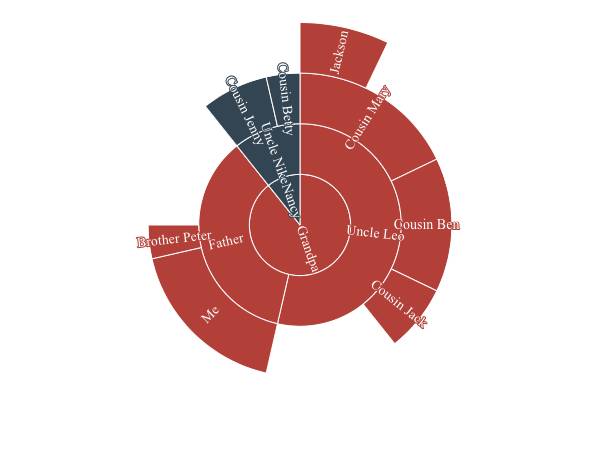 Jackson
Cousin Mary
Cousin Betty
Cousin Jenny
Uncle Nike
Nancy
Uncle Leo
Cousin Ben
Grandpa
Father
Brother Peter
Cousin Jack
Me